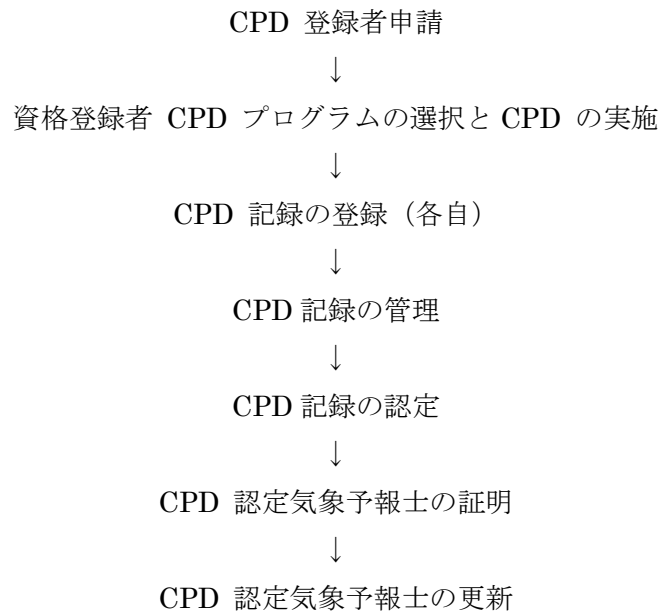 CPD 登録者申請
↓
資格登録者 CPD プログラムの選択と CPD の実施
↓
CPD 記録の登録（各自）
↓
CPD 記録の管理
↓
CPD 記録の認定
↓
CPD 認定気象予報士の証明
↓
CPD 認定気象予報士の更新